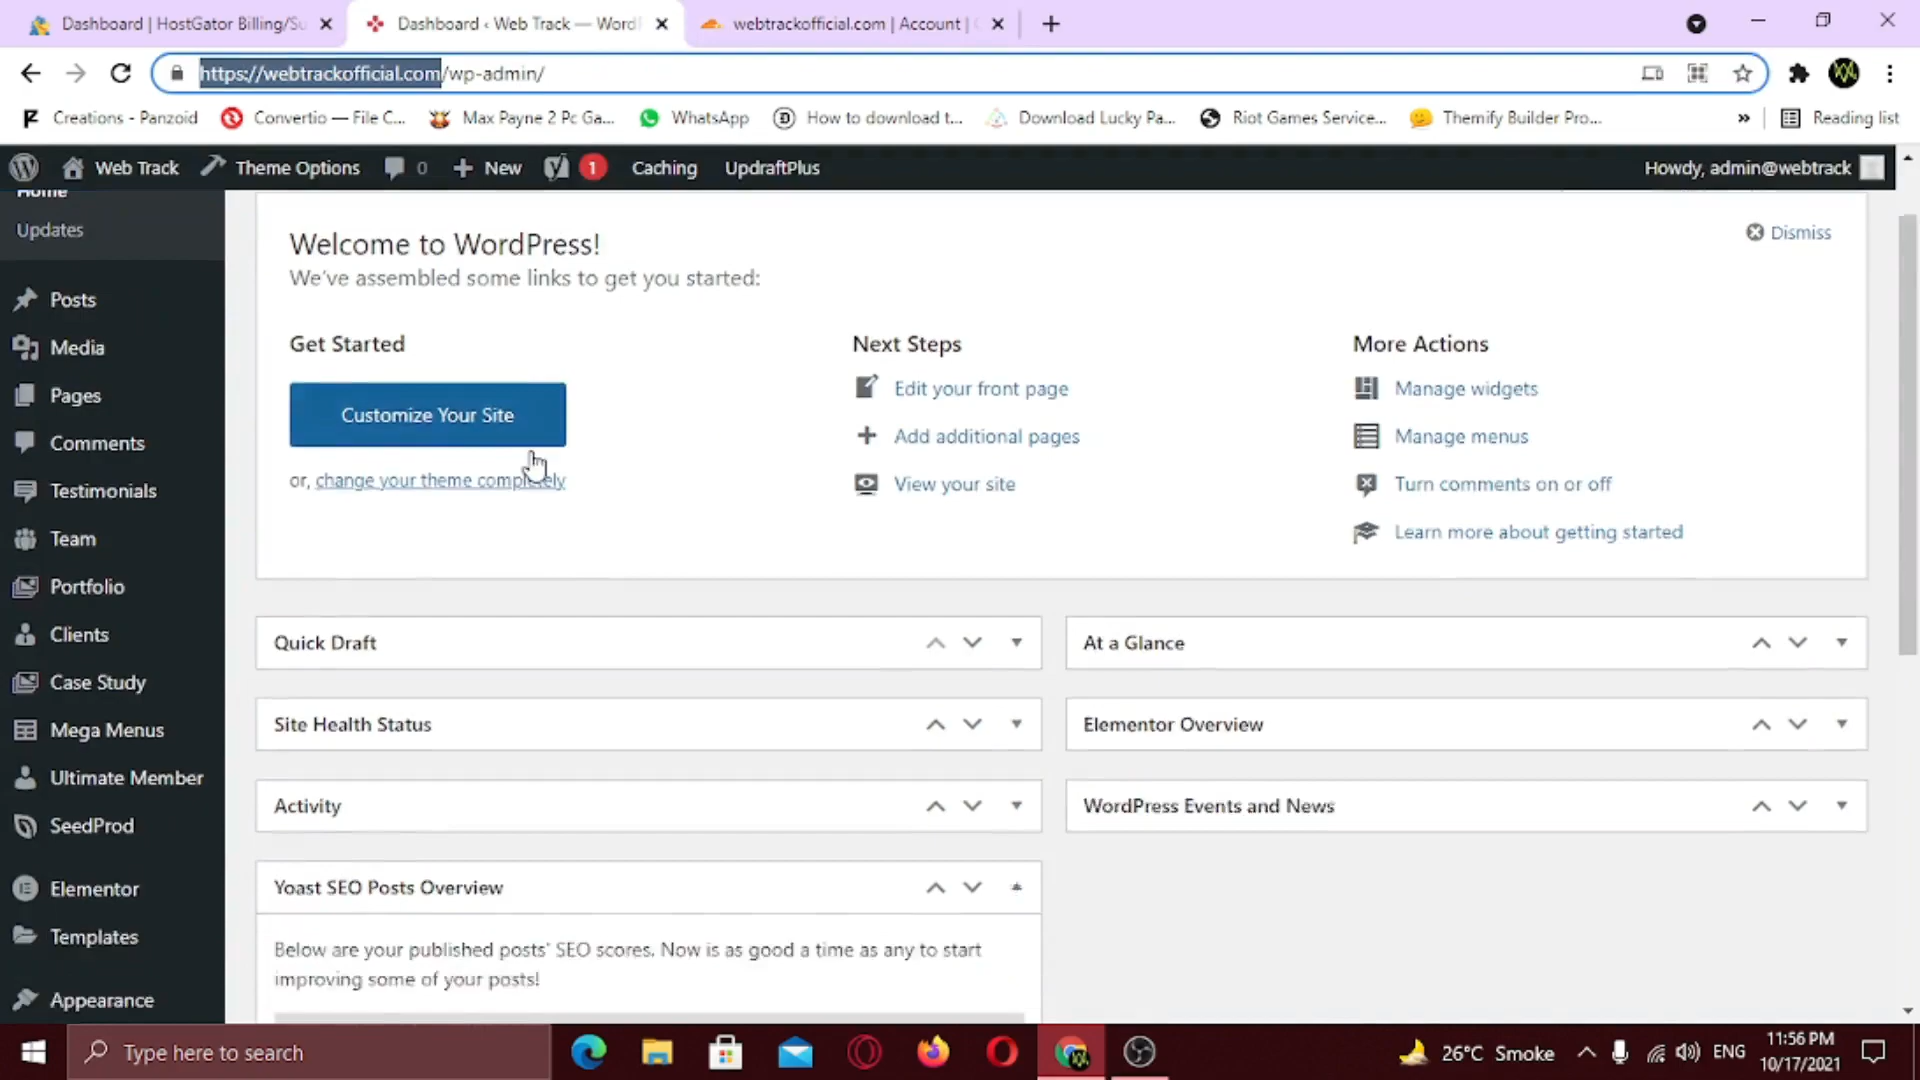 Dashboard | HostGator Billing/Su
Dashboard ‹ Web Track — Word
webtrackofficial.com | Account |
https://webtrackofficial.com/wp-admin/
Creations - Panzoid
Convertio — File C...
Max Payne 2 Pc Ga...
WhatsApp
How to download t...
Download Lucky Pa...
Riot Games Service...
Themify Builder Pro...
»
Reading list
Web Track
Theme Options
0
New
1
Caching
UpdraftPlus
Howdy, admin@webtrack
Home
Updates
Posts
Media
Pages
Comments
Testimonials
Team
Portfolio
Clients
Case Study
Mega Menus
Ultimate Member
SeedProd
Elementor
Templates
Appearance
Welcome to WordPress!
Dismiss
We've assembled some links to get you started:
Get Started
Customize Your Site
or, change your theme completely
Next Steps
Edit your front page
Add additional pages
View your site
More Actions
Manage widgets
Manage menus
Turn comments on or off
Learn more about getting started
Quick Draft
At a Glance
Site Health Status
Elementor Overview
Activity
WordPress Events and News
Yoast SEO Posts Overview
Below are your published posts' SEO scores. Now is as good a time as any to start
improving some of your posts!
Type here to search
26°C Smoke
ENG
11:56 PM
10/17/2021